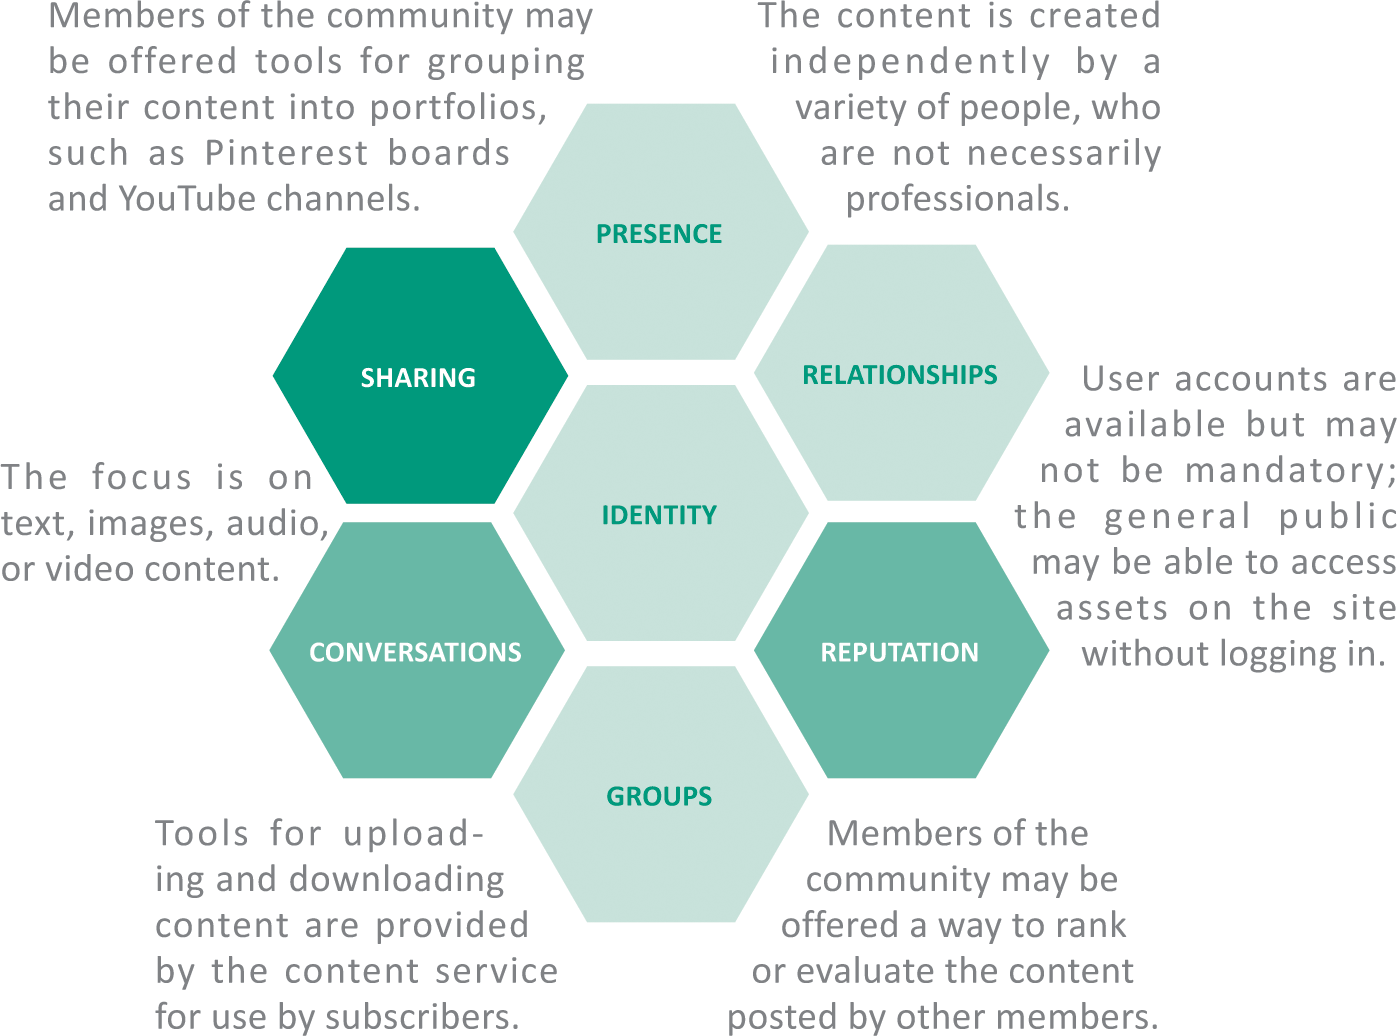 Members of the community may
be offered tools for grouping
their content into portfolios,
such as Pinterest boards
and YouTube channels.
The content is created
independently by a
variety of people, who
are not necessarily
professionals.
PRESENCE
SHARING
RELATIONSHIPS
User accounts are
available but may
not be mandatory;
the general public
may be able to access
assets on the site
without logging in.
The focus is on
text, images, audio,
or video content.
IDENTITY
CONVERSATIONS
REPUTATION
GROUPS
Tools for upload-
ing and downloading
content are provided
by the content service
for use by subscribers.
Members of the
community may be
offered a way to rank
or evaluate the content
posted by other members.